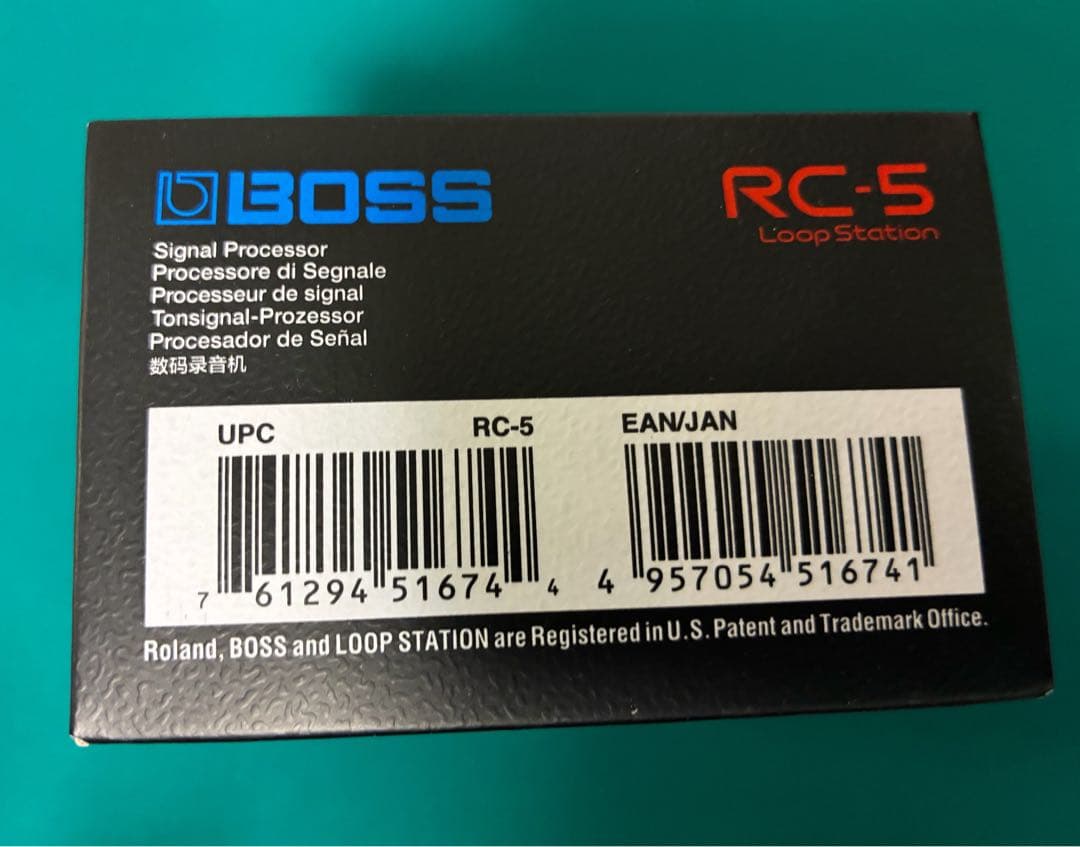 BOSS
RC-5
Loop Station
Signal Processor
Processore di Segnale
Processeur de signal
Tonsignal-Prozessor
Procesador de Señal
数码录音机
UPC RC-5 EAN/JAN
7 61294 51674 4 4 957054 516741
Roland, BOSS and LOOP STATION are Registered in U.S. Patent and Trademark Office.